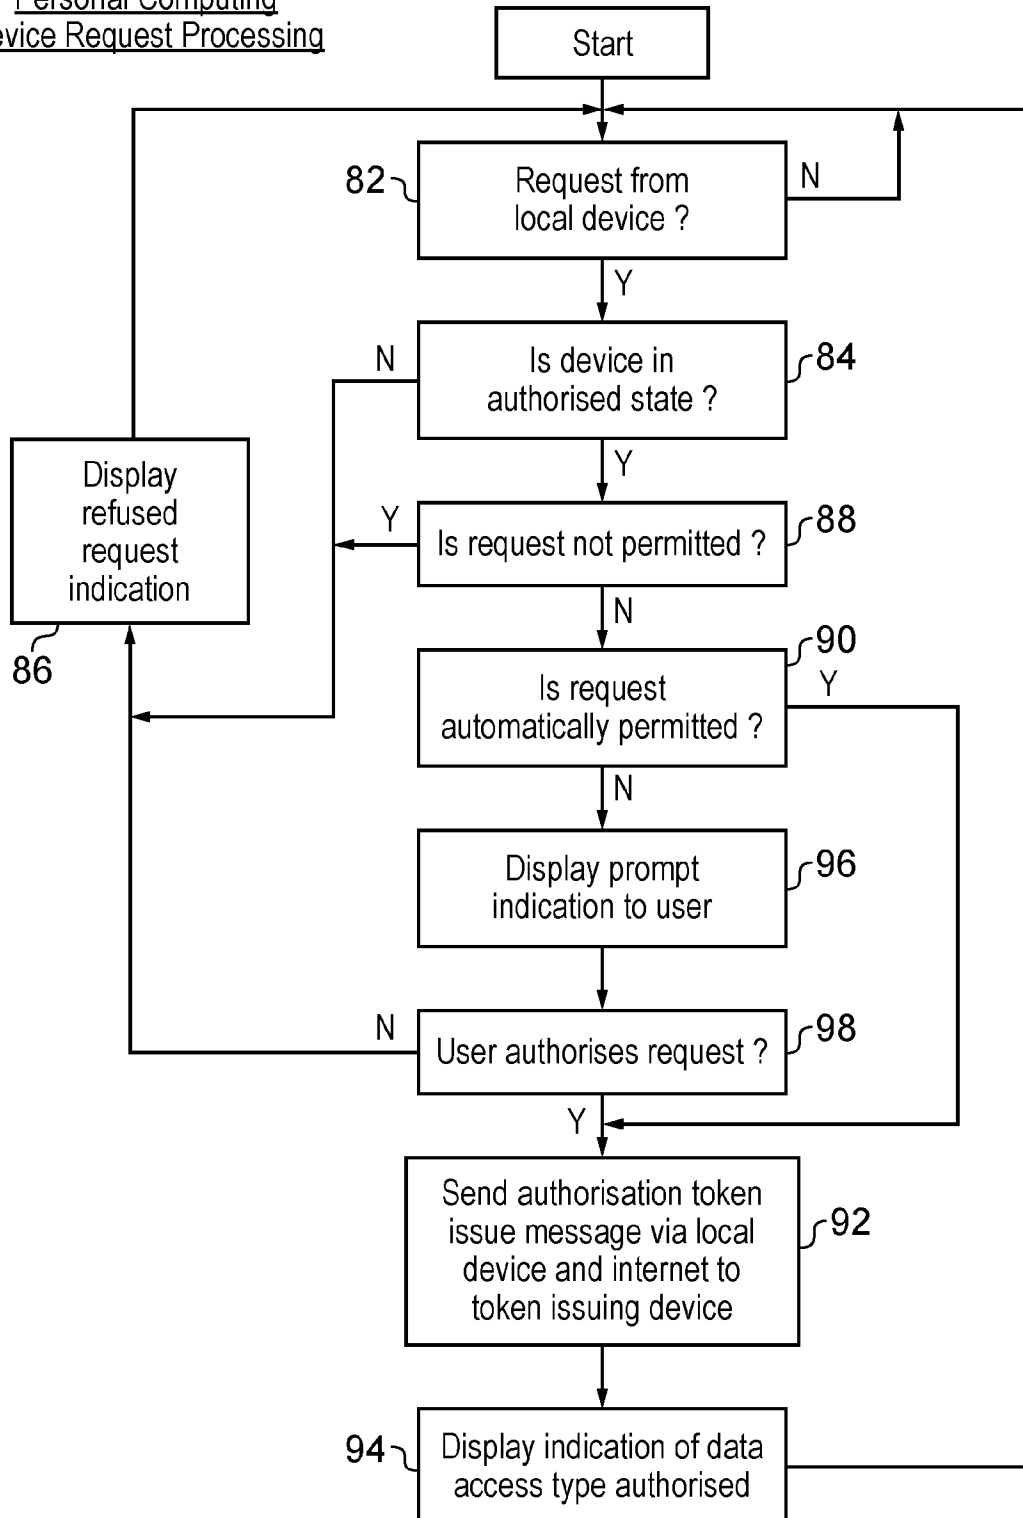 Personal Computing
evice Request Processing
Start
82
Request from
local device ?
N
Y
N
Is device in
authorised state ?
84
Y
Display
refused
request
indication
86
Y
Is request not permitted ?
88
N
90
Is request
automatically permitted ?
Y
N
Display prompt
indication to user
96
N
User authorises request ?
98
Y
Send authorisation token
issue message via local
device and internet to
token issuing device
92
94
Display indication of data
access type authorised